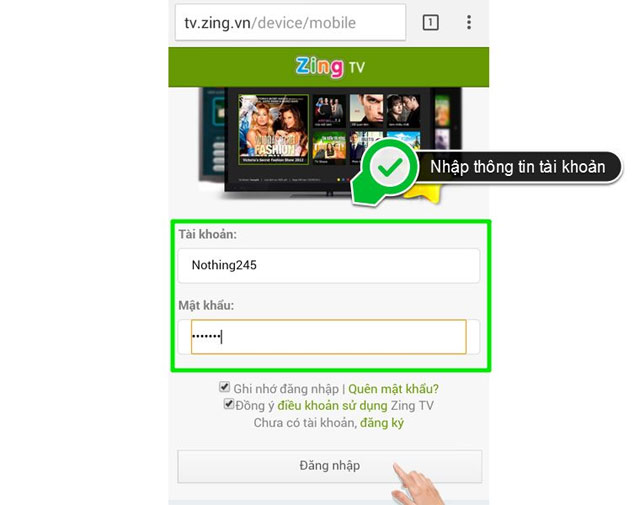 tv.zing.vn/device/mobile
1
Zing TV
FASHION
Victoria's Secret Fashion Show 2012
Nhập thông tin tài khoản
Tài khoản:
Nothing245
Mật khẩu:
•••••••
Ghi nhớ đăng nhập | Quên mật khẩu?
Đồng ý điều khoản sử dụng Zing TV
Chưa có tài khoản, đăng ký
Đăng nhập